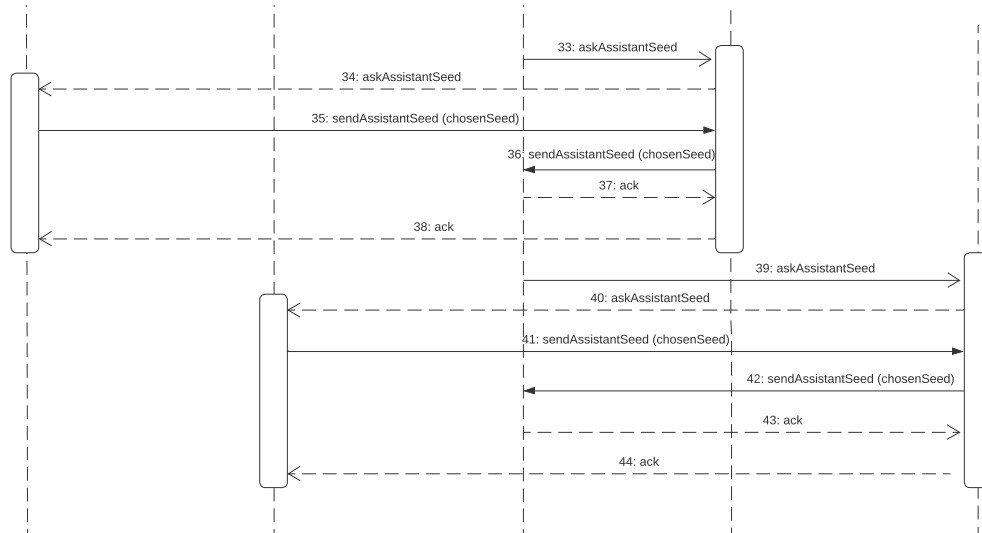 33: askAssistantSeed
34: askAssistantSeed
35: sendAssistantSeed (chosenSeed)
36: sendAssistantSeed (chosenSeed)
37: ack
38: ack
39: askAssistantSeed
40: askAssistantSeed
41: sendAssistantSeed (chosenSeed)
42: sendAssistantSeed (chosenSeed)
43: ack
44: ack